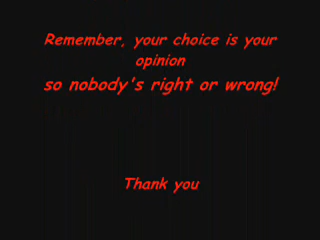 Remember, your choice is your
opinion
so nobody's right or wrong!
Thank you